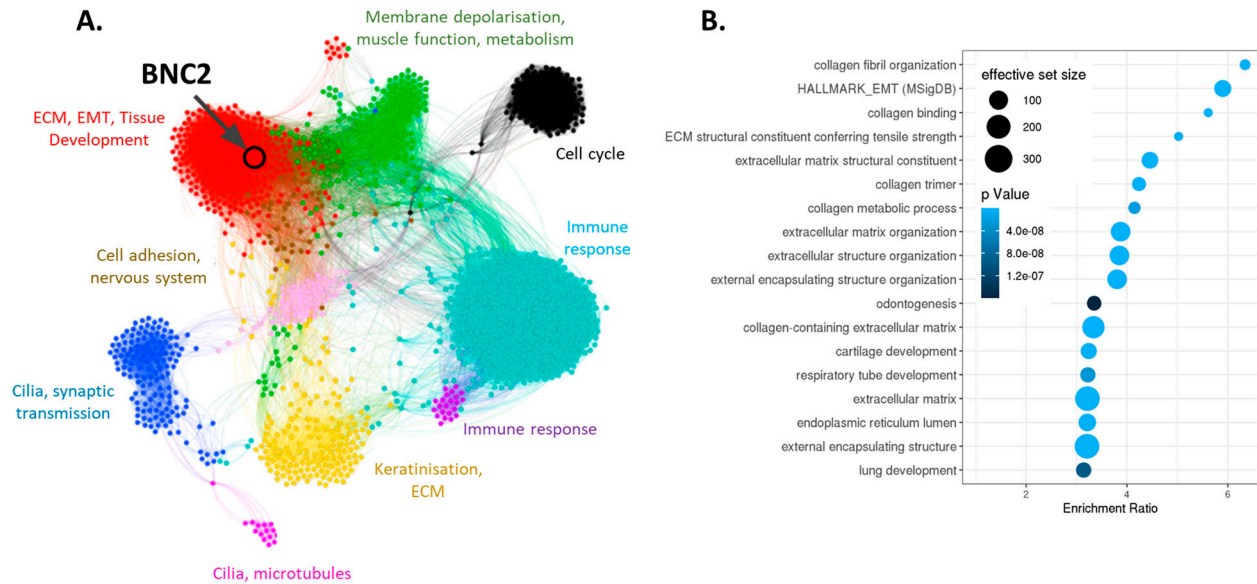 A.
Membrane depolarisation,
muscle function, metabolism
BNC2
ECM, EMT, Tissue
Development
Cell cycle
Immune
response
Cell adhesion,
nervous system
Cilia, synaptic
transmission
Immune response
Keratinisation,
ECM
Cilia, microtubules
B.
collagen fibril organization
HALLMARK_EMT (MSigDB)
collagen binding
ECM structural constituent conferring tensile strength
extracellular matrix structural constituent
collagen trimer
collagen metabolic process
extracellular matrix organization
extracellular structure organization
external encapsulating structure organization
odontogenesis
collagen-containing extracellular matrix
cartilage development
respiratory tube development
extracellular matrix
endoplasmic reticulum lumen
external encapsulating structure
lung development
effective set size
100
200
300
p Value
4.0e-08
8.0e-08
1.2e-07
2 4 6
Enrichment Ratio